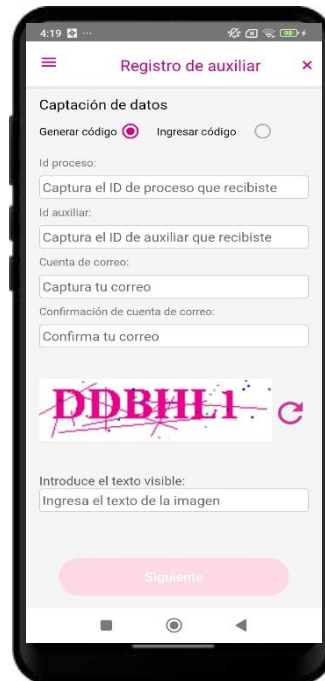 4:19 ... 98
Registro de auxiliar ×
Captación de datos
Generar código Ingresar código
Id proceso:
Captura el ID de proceso que recibiste
Id auxiliar:
Captura el ID de auxiliar que recibiste
Cuenta de correo:
Captura tu correo
Confirmación de cuenta de correo:
Confirma tu correo
DDBHL1
Introduce el texto visible:
Ingresa el texto de la imagen
Siguiente